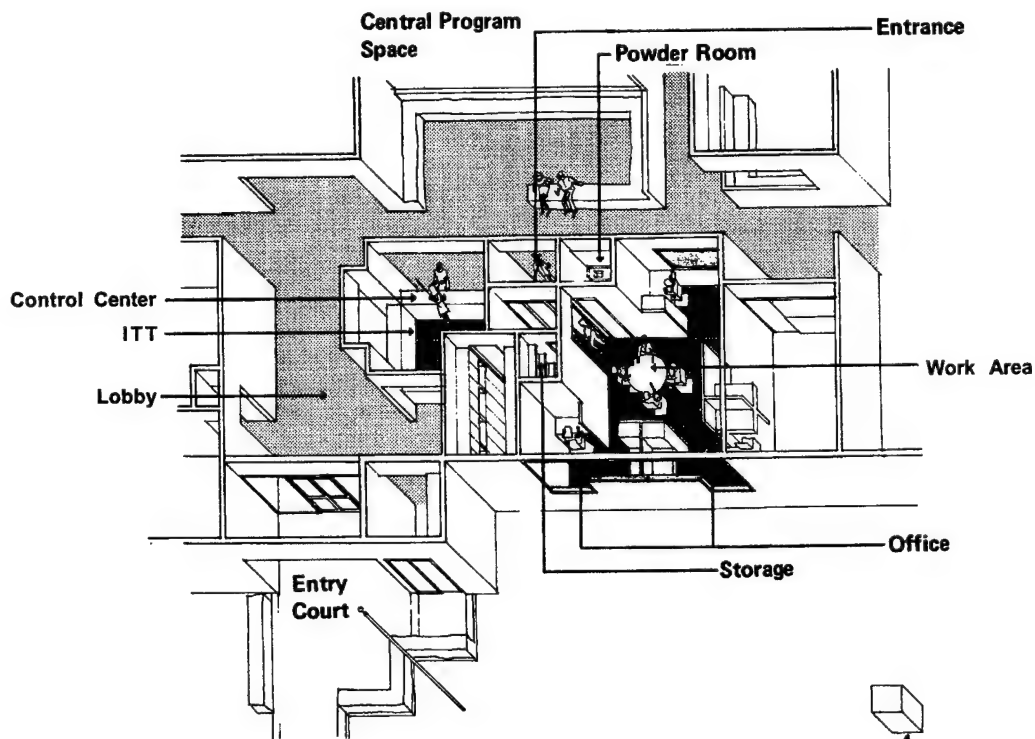 Central Program
Space
Entrance
Powder Room
Control Center
ITT
Lobby
Work Area
Office
Storage
Entry
Court